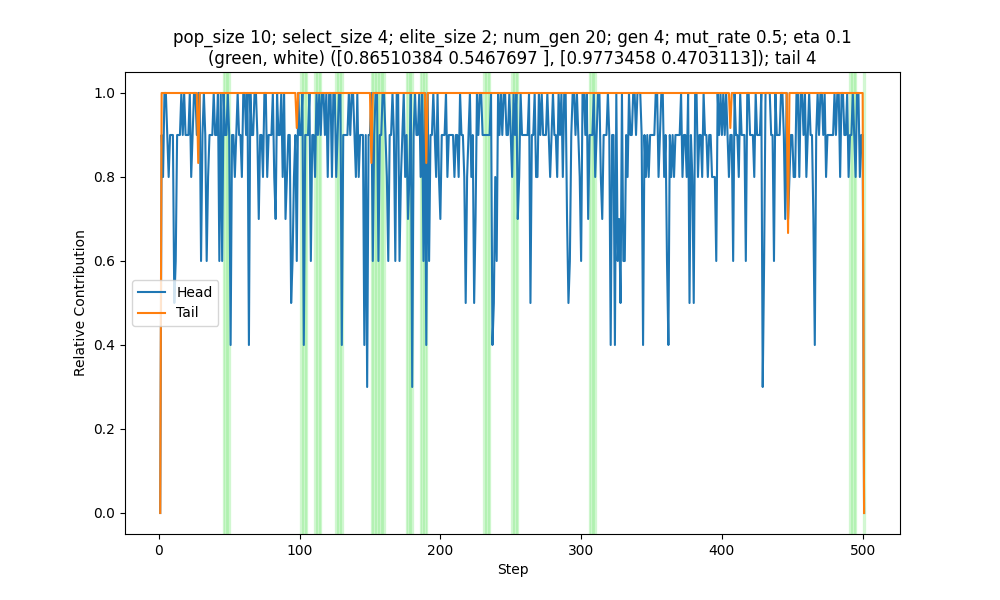 pop_size 10; select_size 4; elite_size 2; num_gen 20; gen 4; mut_rate 0.5; eta 0.1
(green, white) ([0.86510384 0.5467697 ], [0.9773458 0.4703113]); tail 4
1.0
0.8
0.6
0.4
0.2
0.0
Relative Contribution
Head
Tail
0 100 200 300 400 500
Step